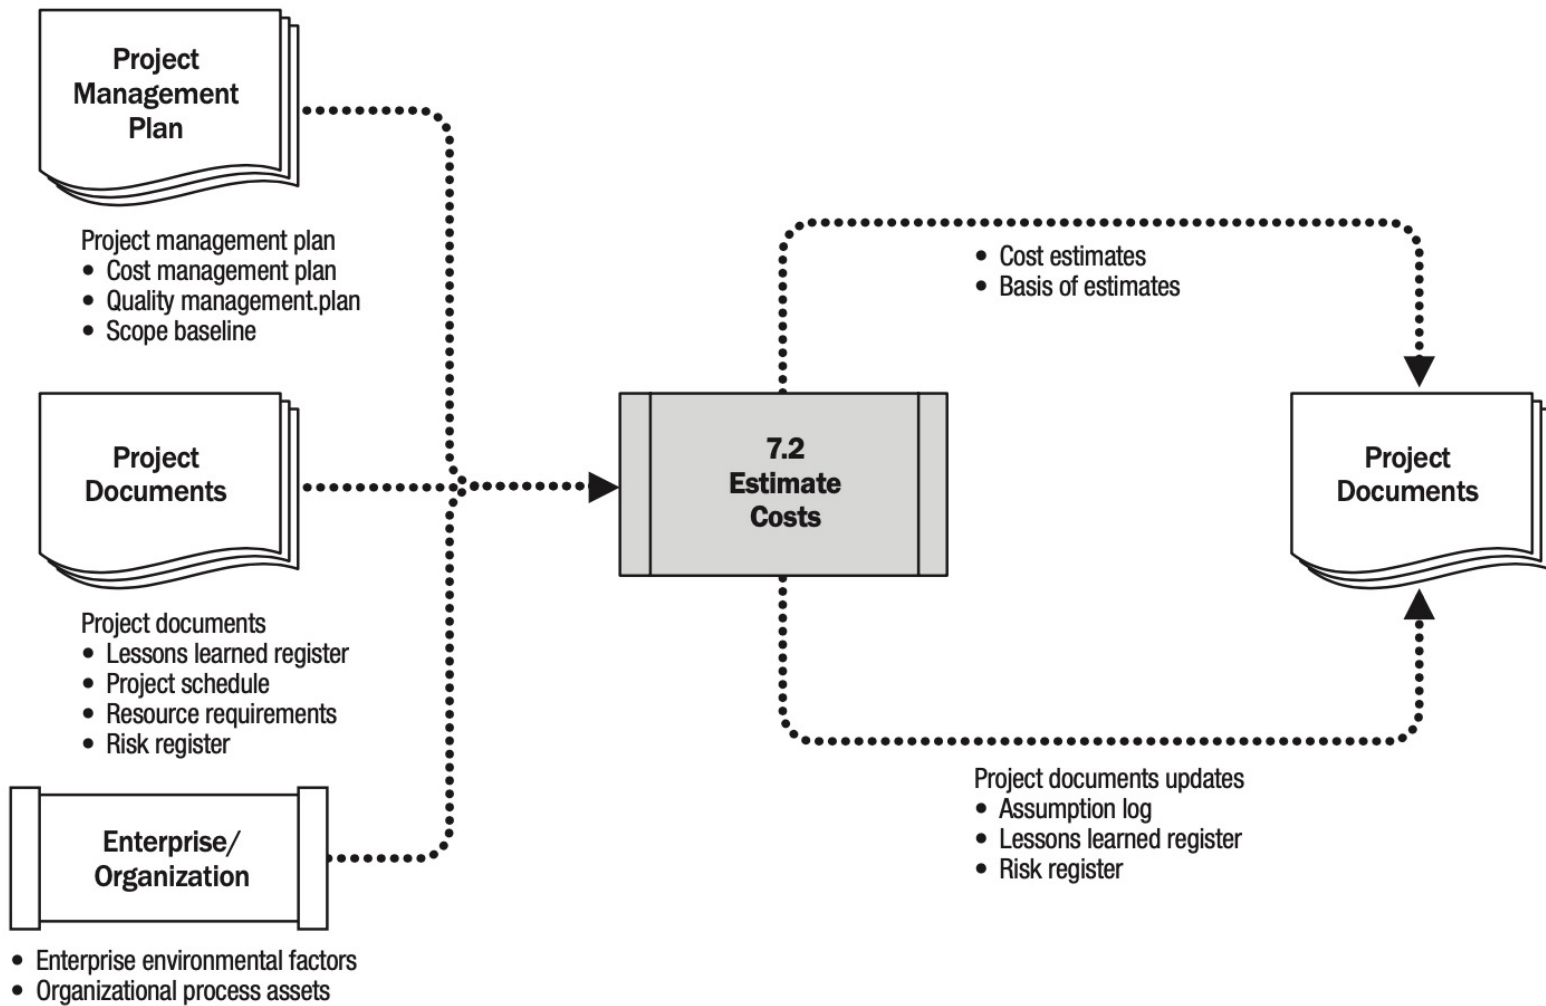 Project
Management
Plan
Project management plan
• Cost management plan
• Quality management.plan
• Scope baseline
Project
Documents
Project documents
• Lessons learned register
• Project schedule
• Resource requirements
• Risk register
Enterprise/
Organization
• Enterprise environmental factors
• Organizational process assets
7.2
Estimate
Costs
• Cost estimates
• Basis of estimates
Project
Documents
Project documents updates
• Assumption log
• Lessons learned register
• Risk register